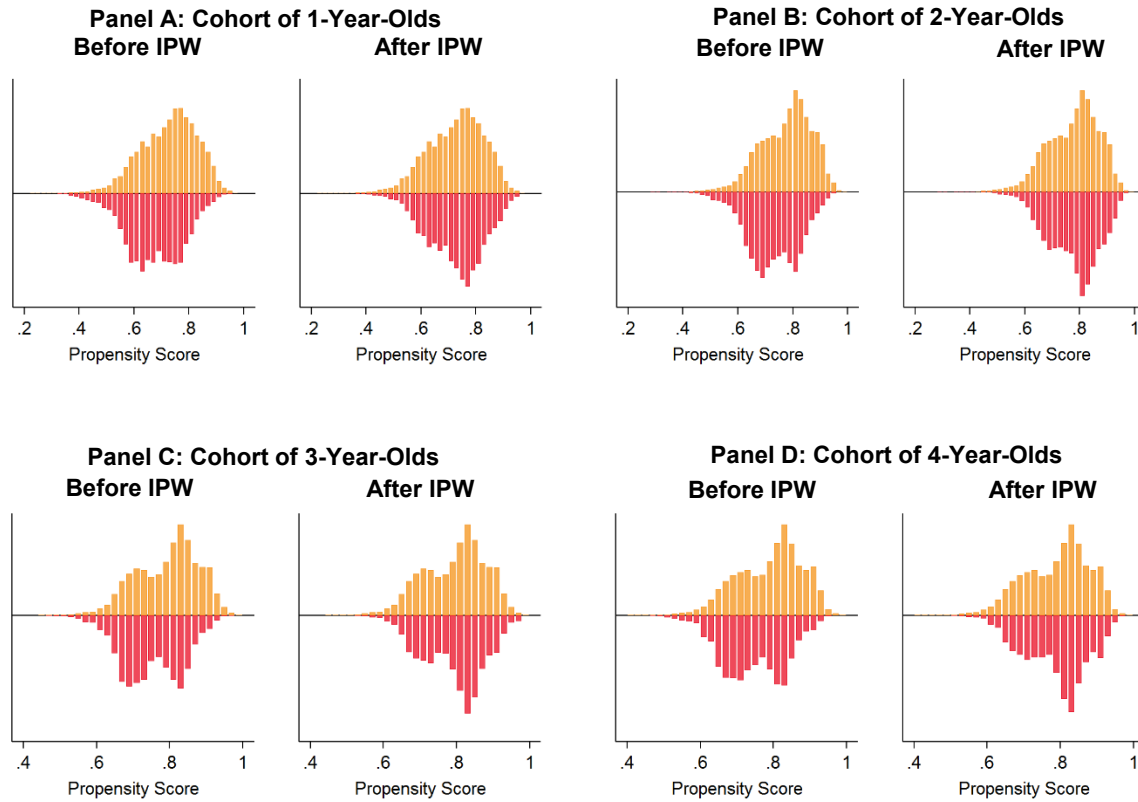 Panel A: Cohort of 1-Year-Olds
Before IPW
After IPW
.2 .4 .6 .8 1
Propensity Score
.2 .4 .6 .8 1
Propensity Score
Panel B: Cohort of 2-Year-Olds
Before IPW
After IPW
.2 .4 .6 .8 1
Propensity Score
.2 .4 .6 .8 1
Propensity Score
Panel C: Cohort of 3-Year-Olds
Before IPW
After IPW
.4 .6 .8 1
Propensity Score
.4 .6 .8 1
Propensity Score
Panel D: Cohort of 4-Year-Olds
Before IPW
After IPW
.4 .6 .8 1
Propensity Score
.4 .6 .8 1
Propensity Score